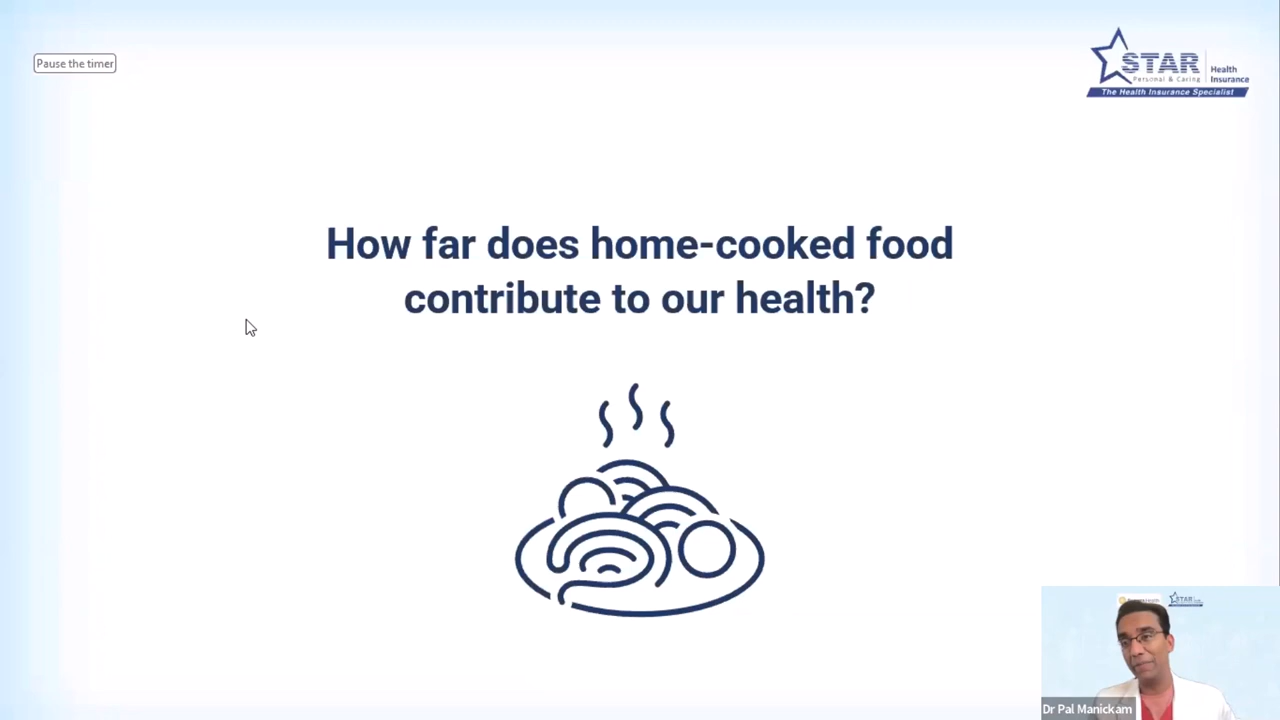 Pause the timer
STAR
Health
Insurance
Personal & Caring
The Health Insurance Specialist
How far does home-cooked food
contribute to our health?
STAR
Dr Pal Manickam